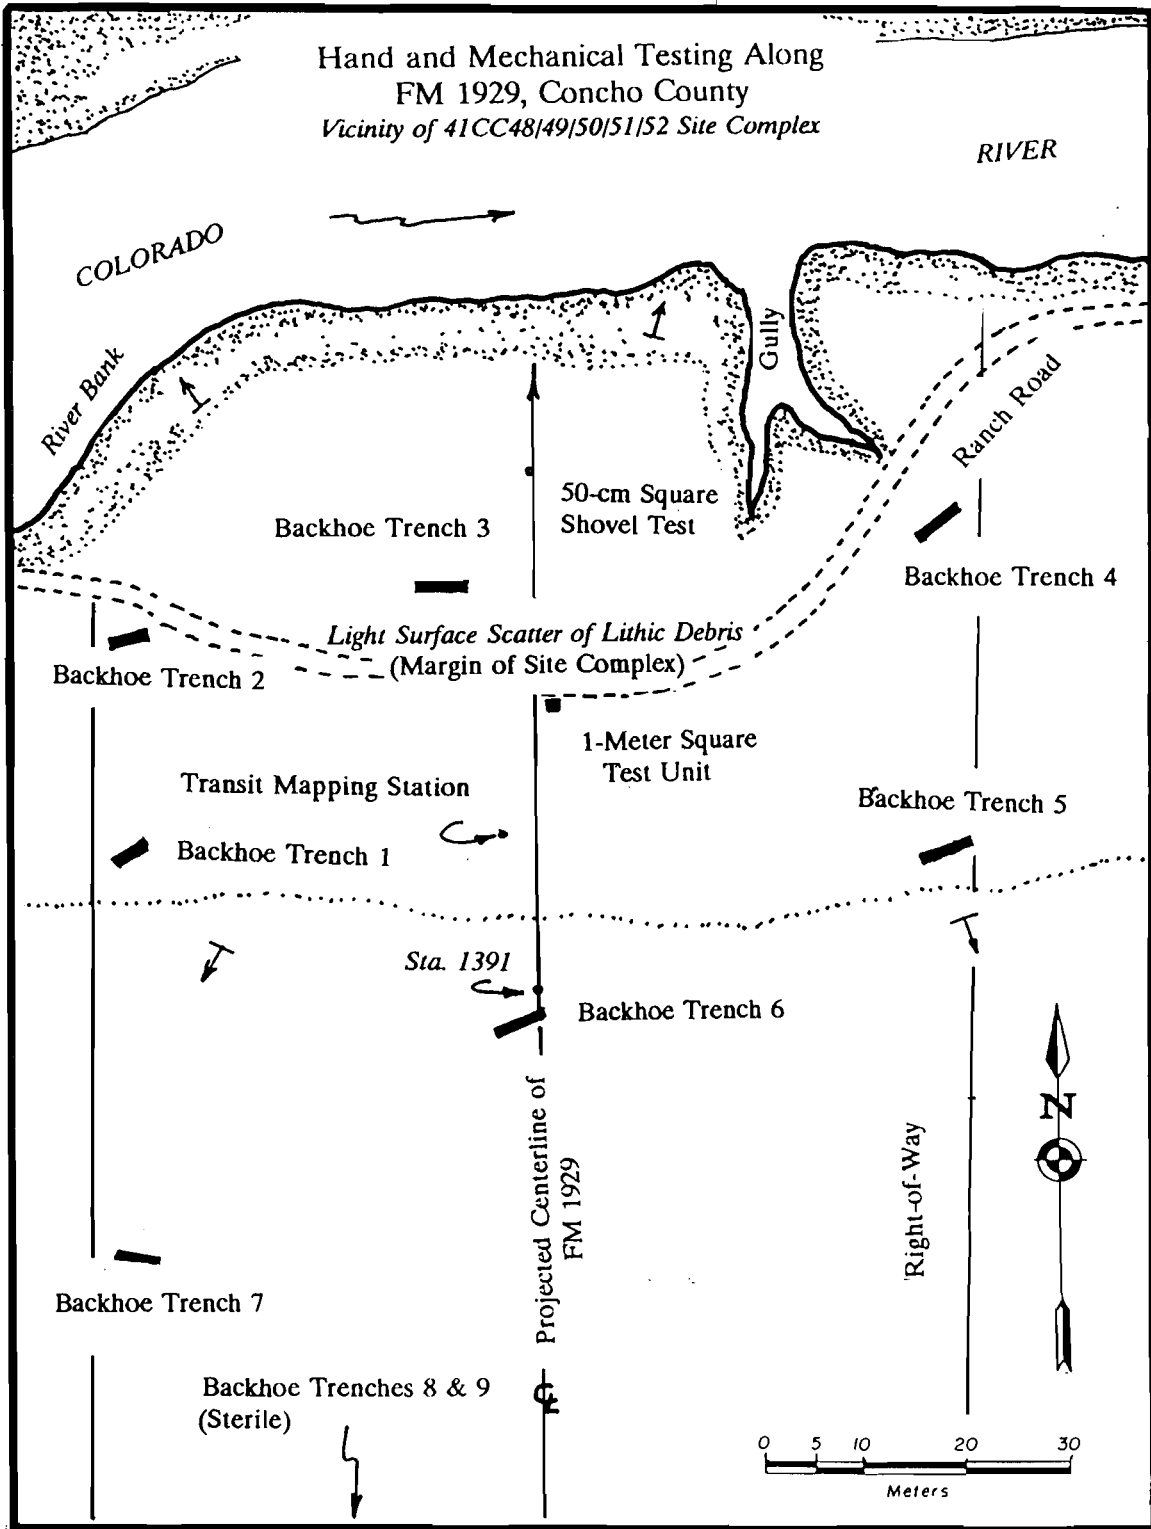 Hand and Mechanical Testing Along
FM 1929, Concho County
Vicinity of 41CC48/49/50/51/52 Site Complex
RIVER
COLORADO
River Bank
Gully
Ranch Road
50-cm Square
Shovel Test
Backhoe Trench 3
Backhoe Trench 4
Light Surface Scatter of Lithic Debris
(Margin of Site Complex)
Backhoe Trench 2
1-Meter Square
Test Unit
Transit Mapping Station
Backhoe Trench 5
Backhoe Trench 1
Sta. 1391
Backhoe Trench 6
N
Projected Centerline of
FM 1929
Right-of-Way
Backhoe Trench 7
Backhoe Trenches 8 & 9
(Sterile)
℄
0 5 10 20 30
Meters